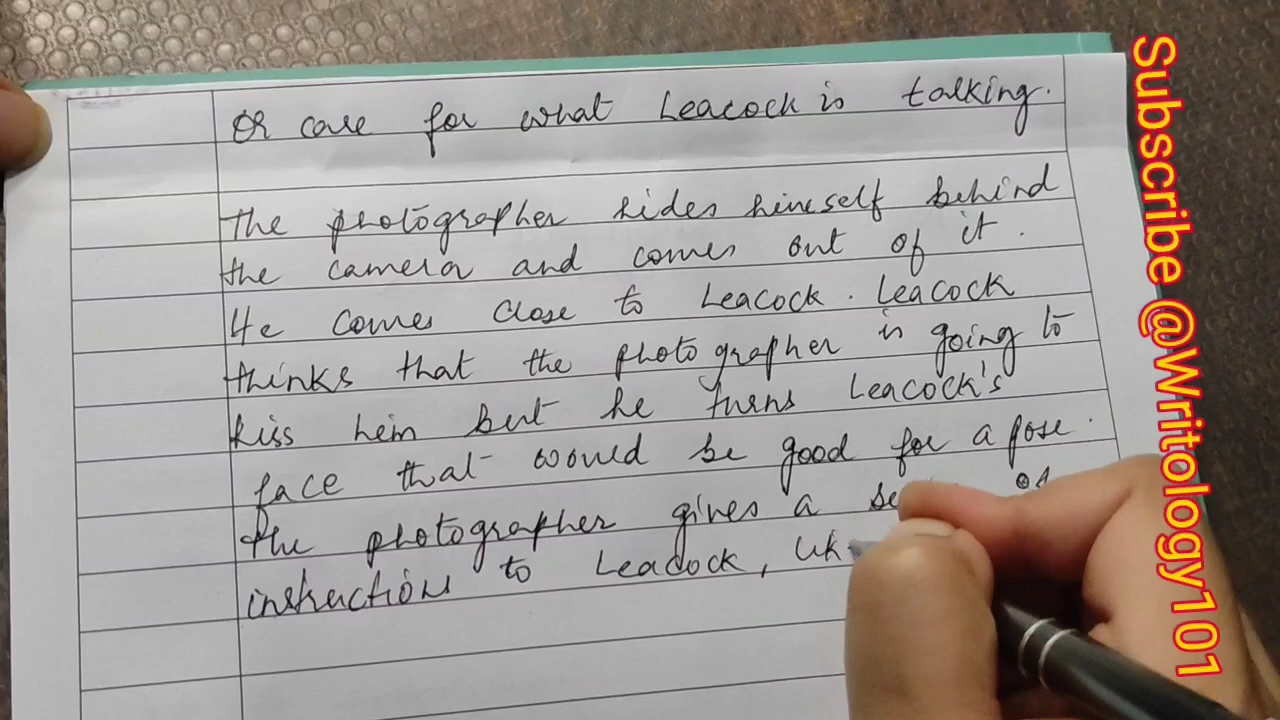 or care for what Leacock is talking.
The photographer hides himself behind
the camera and comes out of it.
He comes close to Leacock. Leacock
thinks that the photographer is going to
kiss him but he turns Leacock's
face that would be good for a pose.
The photographer gives a
instructions to Leacock,
Subscribe @Writology101